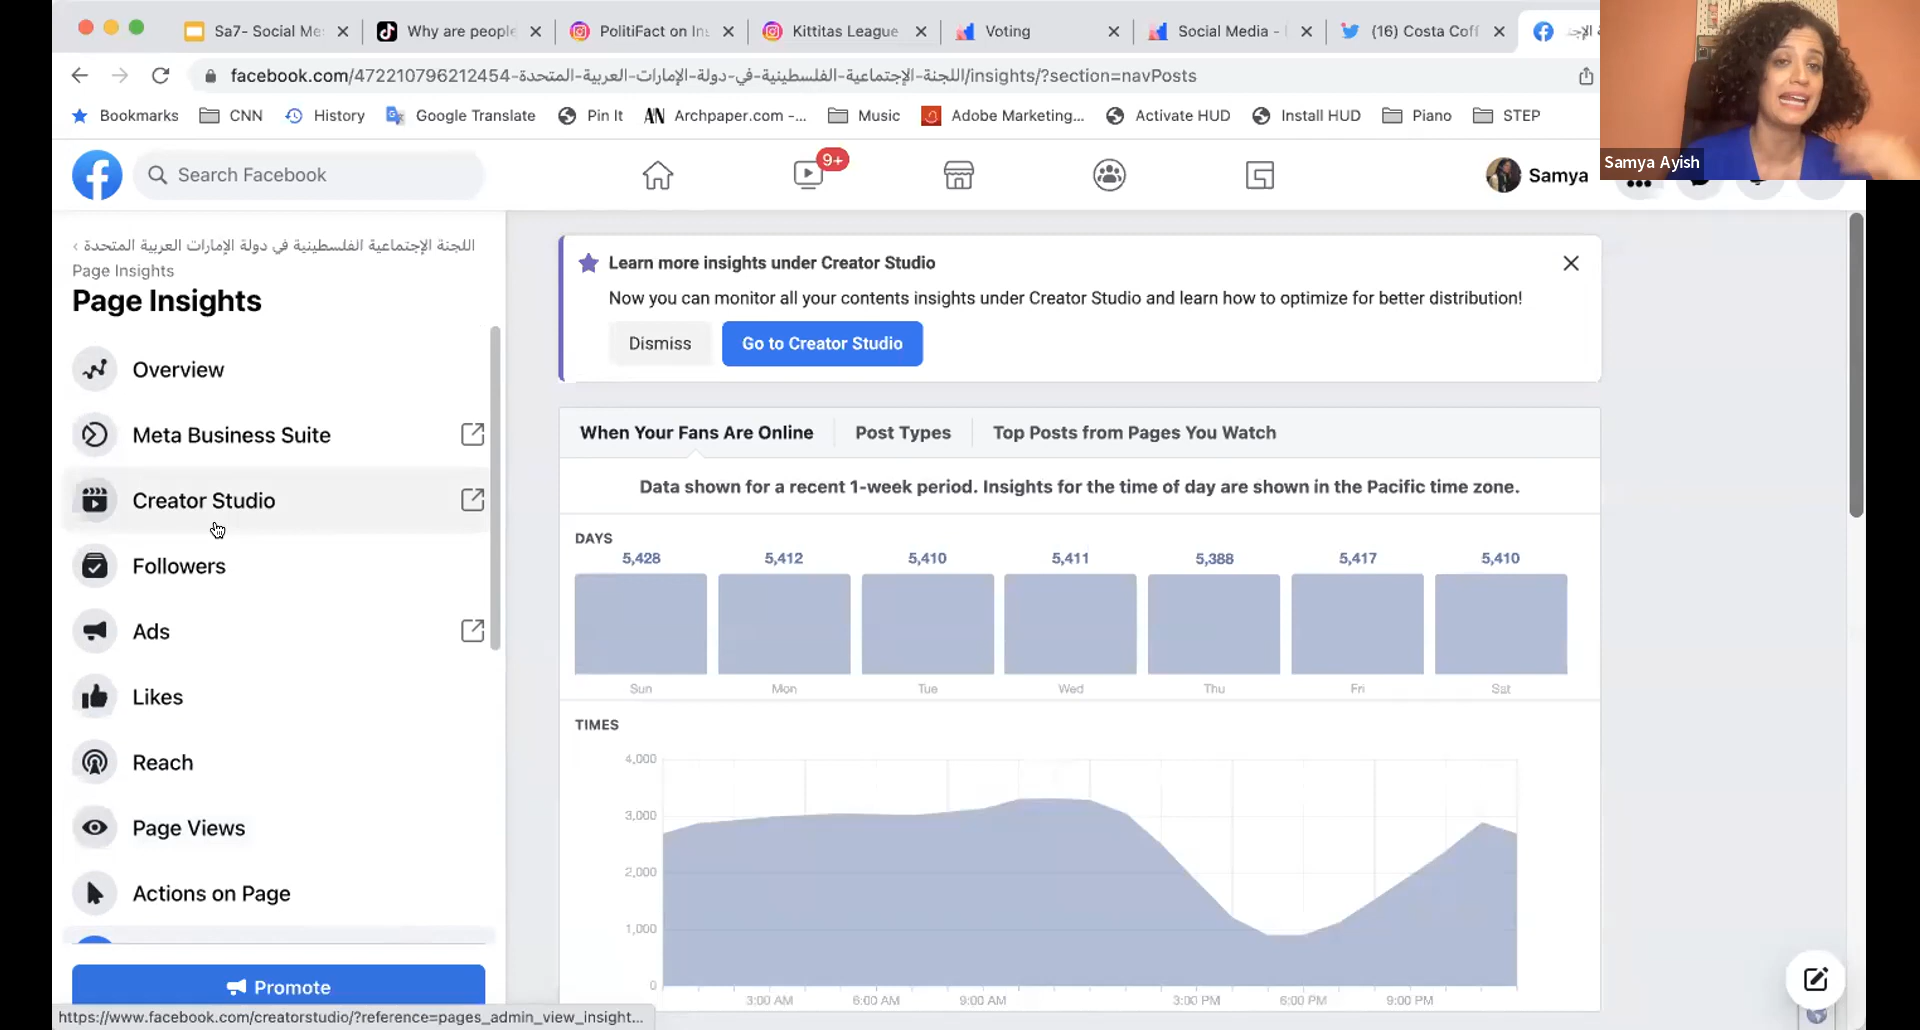 Sa7- Social Me
Why are people
PolitiFact on Ins
Kittitas League
Voting
Social Media -
(16) Costa Coff
facebook.com/472210796212454-اللجنة-الإجتماعية-الفلسطينية-في-دولة-الإمارات-العربية-المتحدة/insights/?section=navPosts
Bookmarks
CNN
History
Google Translate
Pin It
Archpaper.com -...
Music
Adobe Marketing...
Activate HUD
Install HUD
Piano
STEP
Samya Ayish
Search Facebook
9+
Samya
اللجنة الإجتماعية الفلسطينية في دولة الإمارات العربية المتحدة ›
Page Insights
Page Insights
Overview
Meta Business Suite
Creator Studio
Followers
Ads
Likes
Reach
Page Views
Actions on Page
Promote
https://www.facebook.com/creatorstudio/?reference=pages_admin_view_insight...
Learn more insights under Creator Studio
Now you can monitor all your contents insights under Creator Studio and learn how to optimize for better distribution!
Dismiss
Go to Creator Studio
When Your Fans Are Online
Post Types
Top Posts from Pages You Watch
Data shown for a recent 1-week period. Insights for the time of day are shown in the Pacific time zone.
DAYS
5,428 5,412 5,410 5,411 5,388 5,417 5,410
Sun Mon Tue Wed Thu Fri Sat
TIMES
4,000
3,000
2,000
1,000
0
3:00 AM 6:00 AM 9:00 AM 3:00 PM 6:00 PM 9:00 PM